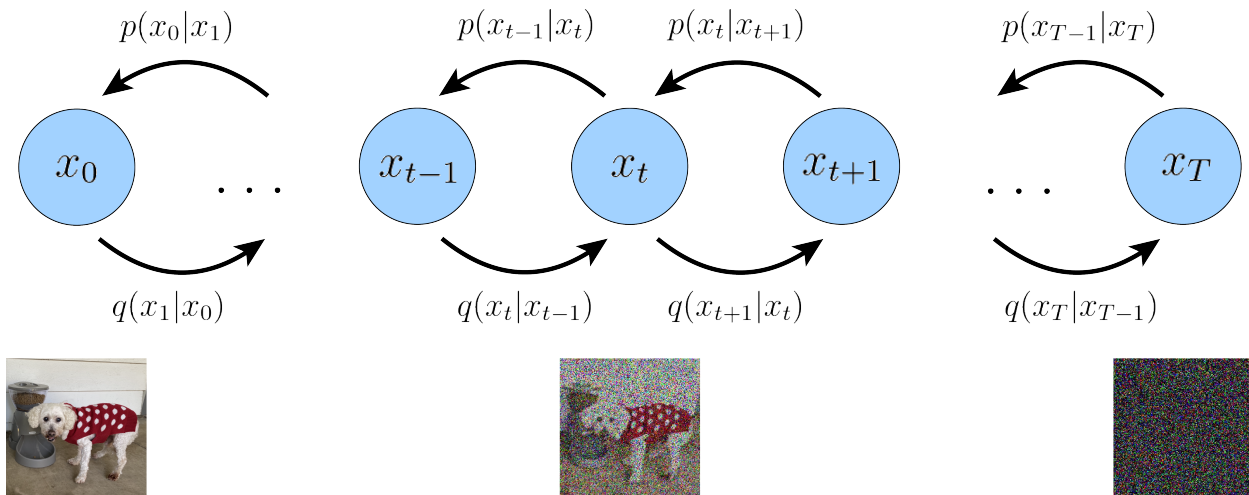 p(x_0|x_1) p(x_{t-1}|x_t) p(x_t|x_{t+1}) p(x_{T-1}|x_T)
x_0 . . . x_{t-1} x_t x_{t+1} . . . x_T
q(x_1|x_0) q(x_t|x_{t-1}) q(x_{t+1}|x_t) q(x_T|x_{T-1})